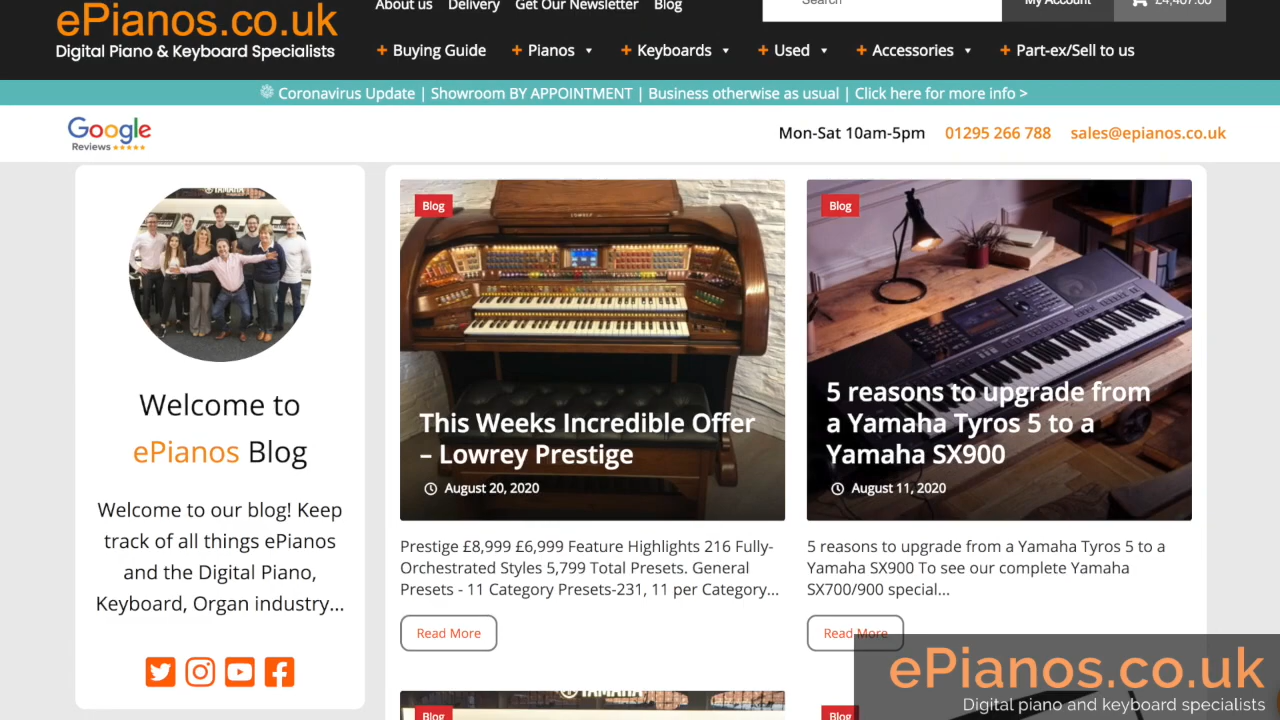 ePianos.co.uk
Digital Piano & Keyboard Specialists
About us Delivery Get Our Newsletter Blog
Search
My Account
£4,407.00
+ Buying Guide + Pianos + Keyboards + Used + Accessories + Part-ex/Sell to us
Coronavirus Update | Showroom BY APPOINTMENT | Business otherwise as usual | Click here for more info >
Google
Reviews
Mon-Sat 10am-5pm 01295 266 788 sales@epianos.co.uk
YAMAHA
Welcome to
ePianos Blog
Welcome to our blog! Keep
track of all things ePianos
and the Digital Piano,
Keyboard, Organ industry...
Blog
LOWREY
This Weeks Incredible Offer
– Lowrey Prestige
August 20, 2020
Prestige £8,999 £6,999 Feature Highlights 216 Fully-
Orchestrated Styles 5,799 Total Presets. General
Presets - 11 Category Presets-231, 11 per Category...
Read More
Blog
5 reasons to upgrade from
a Yamaha Tyros 5 to a
Yamaha SX900
August 11, 2020
5 reasons to upgrade from a Yamaha Tyros 5 to a
Yamaha SX900 To see our complete Yamaha
SX700/900 special...
Read More
YAMAHA
Blog
Blog
ePianos.co.uk
Digital piano and keyboard specialists